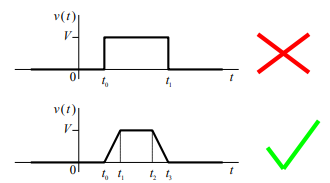 v(t)
V
0 t₀ t₁ t
v(t)
V
0 t₀ t₁ t₂ t₃ t